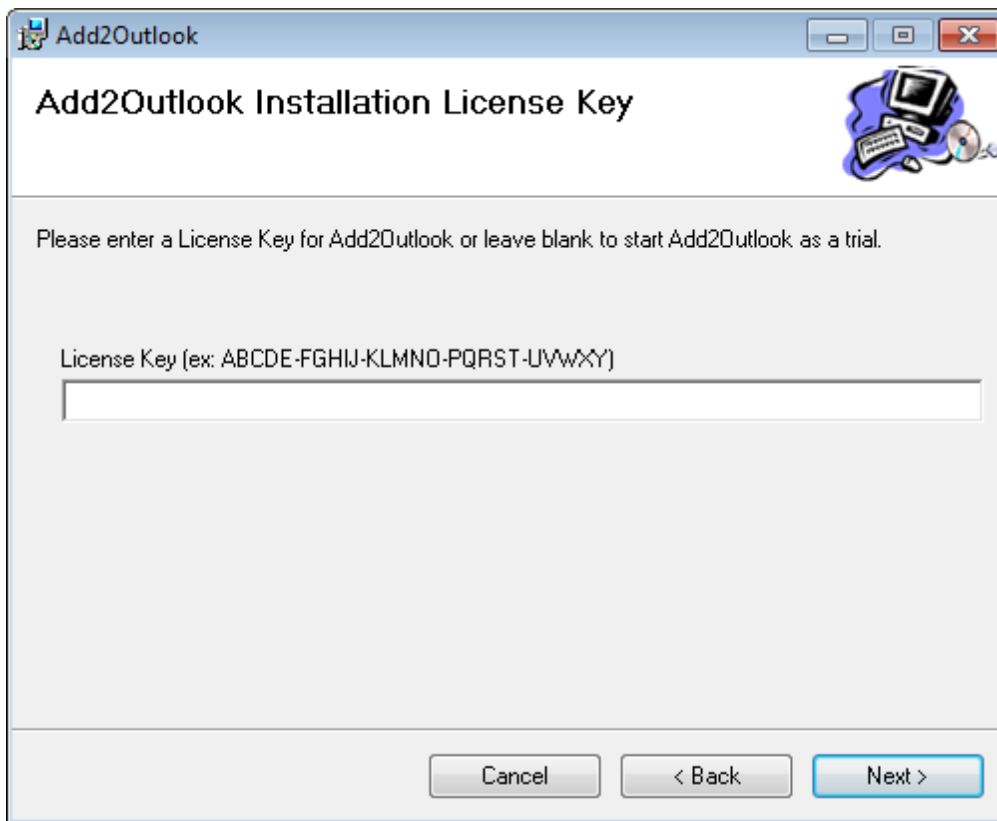 Add2Outlook
Add2Outlook Installation License Key
Please enter a License Key for Add2Outlook or leave blank to start Add2Outlook as a trial.
License Key (ex: ABCDE-FGHIJ-KLMNO-PQRST-UVWXY)
Cancel
< Back
Next >